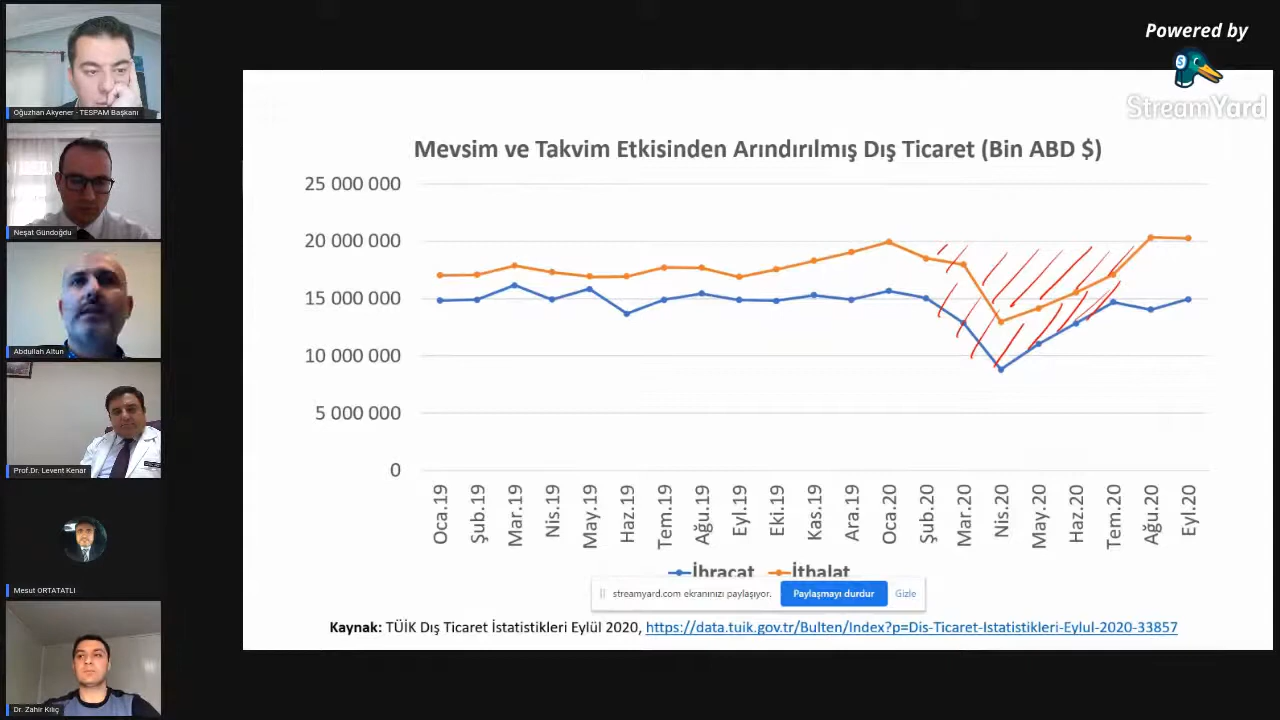 Powered by
StreamYard
Oğuzhan Akyener - TESPAM Başkanı
Neşat Gündoğdu
Abdullah Altun
Prof.Dr. Levent Kenar
Mesut ORTATATLI
Dr. Zahir Kılıç
Mevsim ve Takvim Etkisinden Arındırılmış Dış Ticaret (Bin ABD $)
25 000 000
20 000 000
15 000 000
10 000 000
5 000 000
0
Oca.19 Şub.19 Mar.19 Nis.19 May.19 Haz.19 Tem.19 Ağu.19 Eyl.19 Eki.19 Kas.19 Ara.19 Oca.20 Şub.20 Mar.20 Nis.20 May.20 Haz.20 Tem.20 Ağu.20 Eyl.20
İhracat İthalat
streamyard.com ekranınızı paylaşıyor. Paylaşmayı durdur Gizle
Kaynak: TÜİK Dış Ticaret İstatistikleri Eylül 2020, https://data.tuik.gov.tr/Bulten/Index?p=Dis-Ticaret-Istatistikleri-Eylul-2020-33857